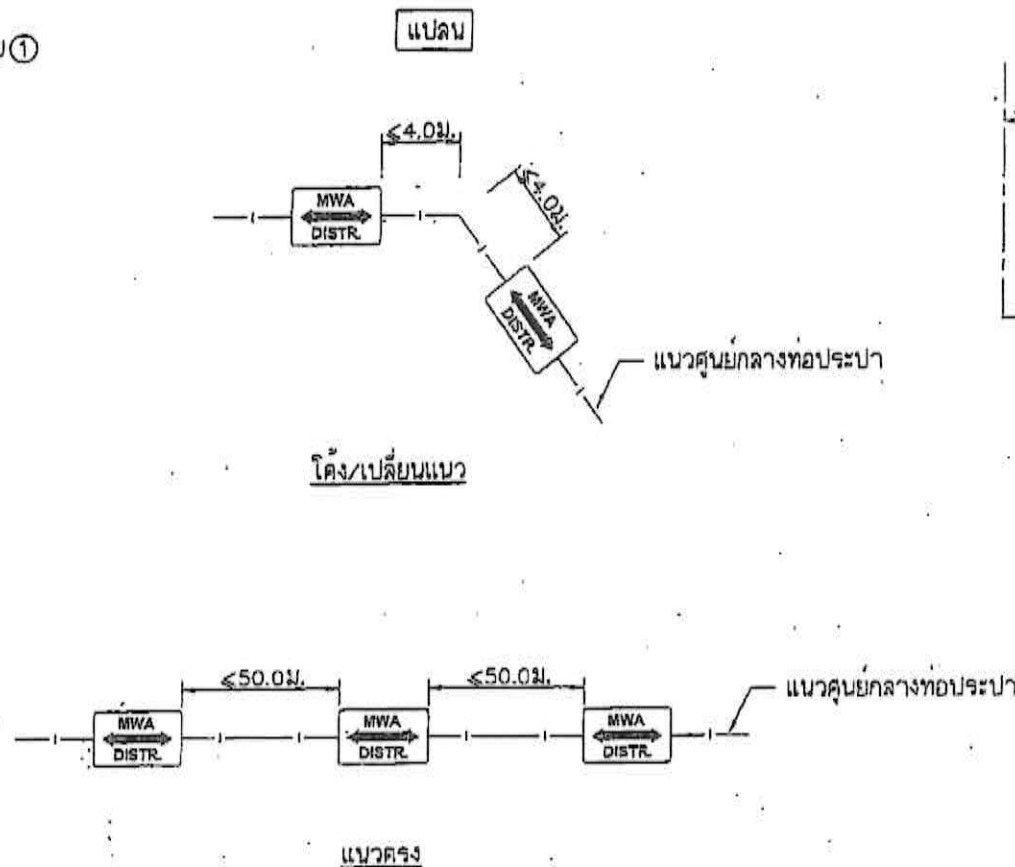 ①
แปลน
≤4.0ม.
≤4.0ม.
MWA
DISTR.
MWA
DISTR.
แนวศูนย์กลางท่อประปา
โค้ง/เปลี่ยนแนว
≤50.0ม.
≤50.0ม.
แนวศูนย์กลางท่อประปา
MWA
DISTR.
MWA
DISTR.
MWA
DISTR.
แนวตรง